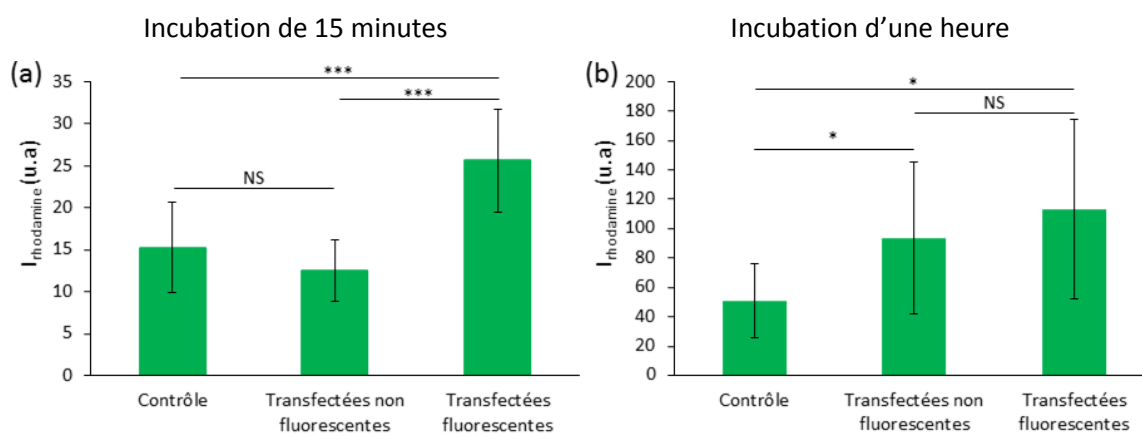 Incubation de 15 minutes
Incubation d'une heure
(a)
35
30
25
20
15
10
5
0
I rhodamine (u.a)
***
***
NS
Contrôle
Transfectées non
fluorescentes
Transfectées
fluorescentes
(b)
200
180
160
140
120
100
80
60
40
20
0
I rhodamine (u.a)
*
NS
*
Contrôle
Transfectées non
fluorescentes
Transfectées
fluorescentes